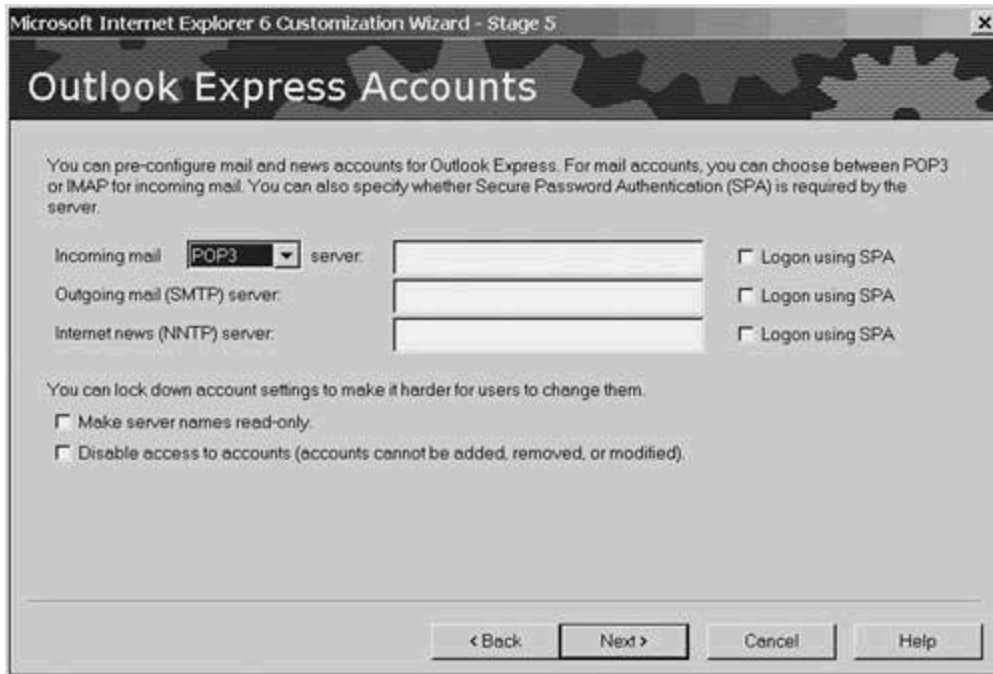 Microsoft Internet Explorer 6 Customization Wizard - Stage 5
Outlook Express Accounts
You can pre-configure mail and news accounts for Outlook Express. For mail accounts, you can choose between POP3
or IMAP for incoming mail. You can also specify whether Secure Password Authentication (SPA) is required by the
server.
Incoming mail POP3 server: Logon using SPA
Outgoing mail (SMTP) server: Logon using SPA
Internet news (NNTP) server: Logon using SPA
You can lock down account settings to make it harder for users to change them.
Make server names read-only.
Disable access to accounts (accounts cannot be added, removed, or modified).
< Back Next > Cancel Help